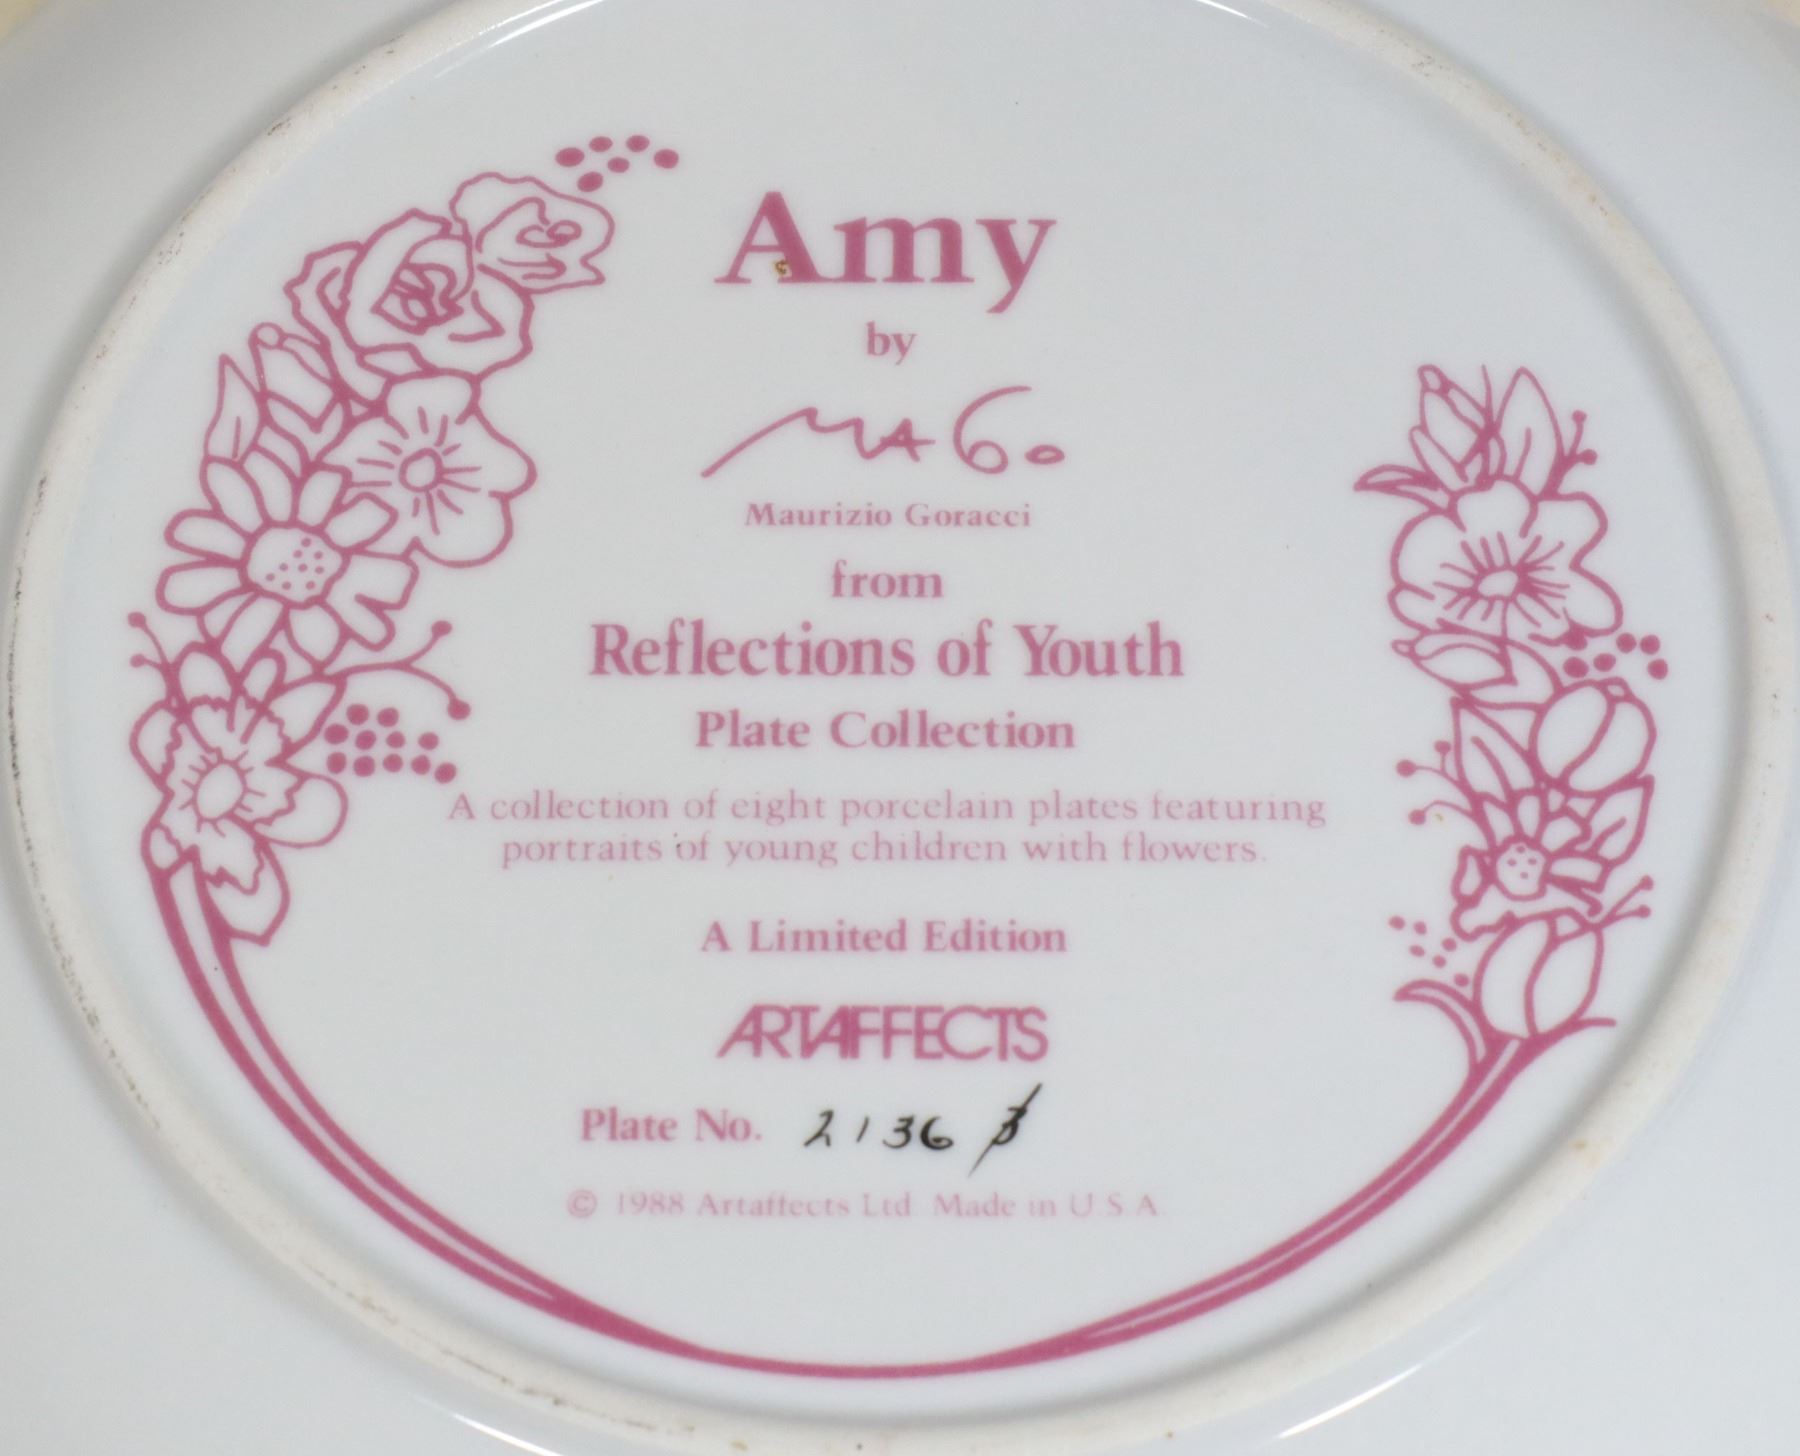 Amy
by
MAGo
Maurizio Goracci
from
Reflections of Youth
Plate Collection
A collection of eight porcelain plates featuring
portraits of young children with flowers.
A Limited Edition
ARTAFFECTS
Plate No. 2136
© 1988 Artaffects Ltd. Made in U.S.A.